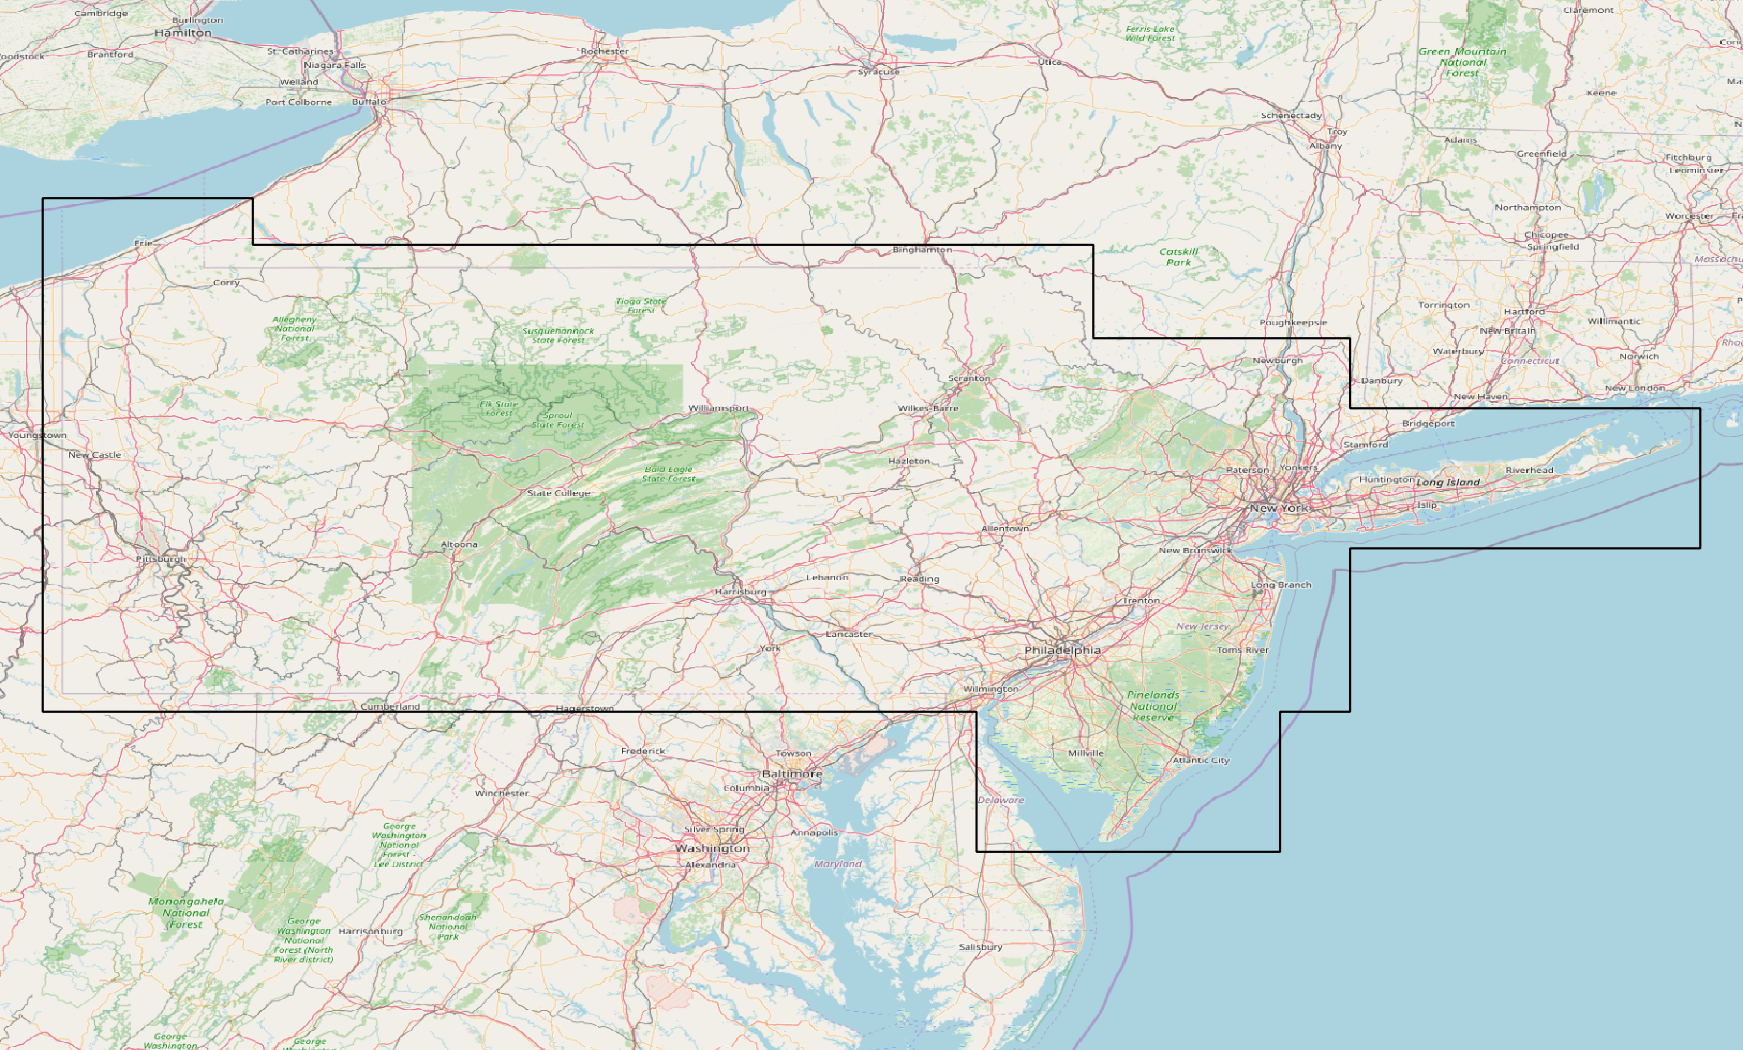 Cambridge
Burlington
Hamilton
Brantford
St. Catharines
Niagara Falls
Welland
Port Colborne
Buffalo
Rochester
Syracuse
Utica
Ferris Lake
Wild Forest
Claremont
Green Mountain
National
Forest
Keene
Schenectady
Troy
Albany
Adams
Greenfield
Fitchburg
Leominster
Northampton
Worcester
Chicopee
Springfield
Erie
Corry
Binghamton
Catskill
Park
Torrington
Hartford
New Britain
Willimantic
Waterbury
Connecticut
Norwich
New London
New Haven
Danbury
Bridgeport
Stamford
Poughkeepsie
Newburgh
Allegheny
National
Forest
Tioga State
Forest
Susquehannock
State Forest
Elk State
Forest
Sproul
State Forest
Williamsport
Scranton
Wilkes-Barre
Hazleton
Bald Eagle
State Forest
State College
Youngstown
New Castle
Pittsburgh
Altoona
Allentown
Paterson
Yonkers
New York
Huntington
Long Island
Riverhead
Islip
New Brunswick
Long Branch
Lebanon
Reading
Harrisburg
Lancaster
York
Trenton
New Jersey
Toms River
Philadelphia
Wilmington
Pinelands
National
Reserve
Millville
Atlantic City
Cumberland
Hagerstown
Frederick
Towson
Baltimore
Columbia
Winchester
Delaware
Silver Spring
Annapolis
Washington
Alexandria
Maryland
George
Washington
National
Forest -
Lee District
Monongahela
National
Forest
George
Washington
National
Forest (North
River district)
Harrisonburg
Shenandoah
National
Park
Salisbury
George
Washington
George